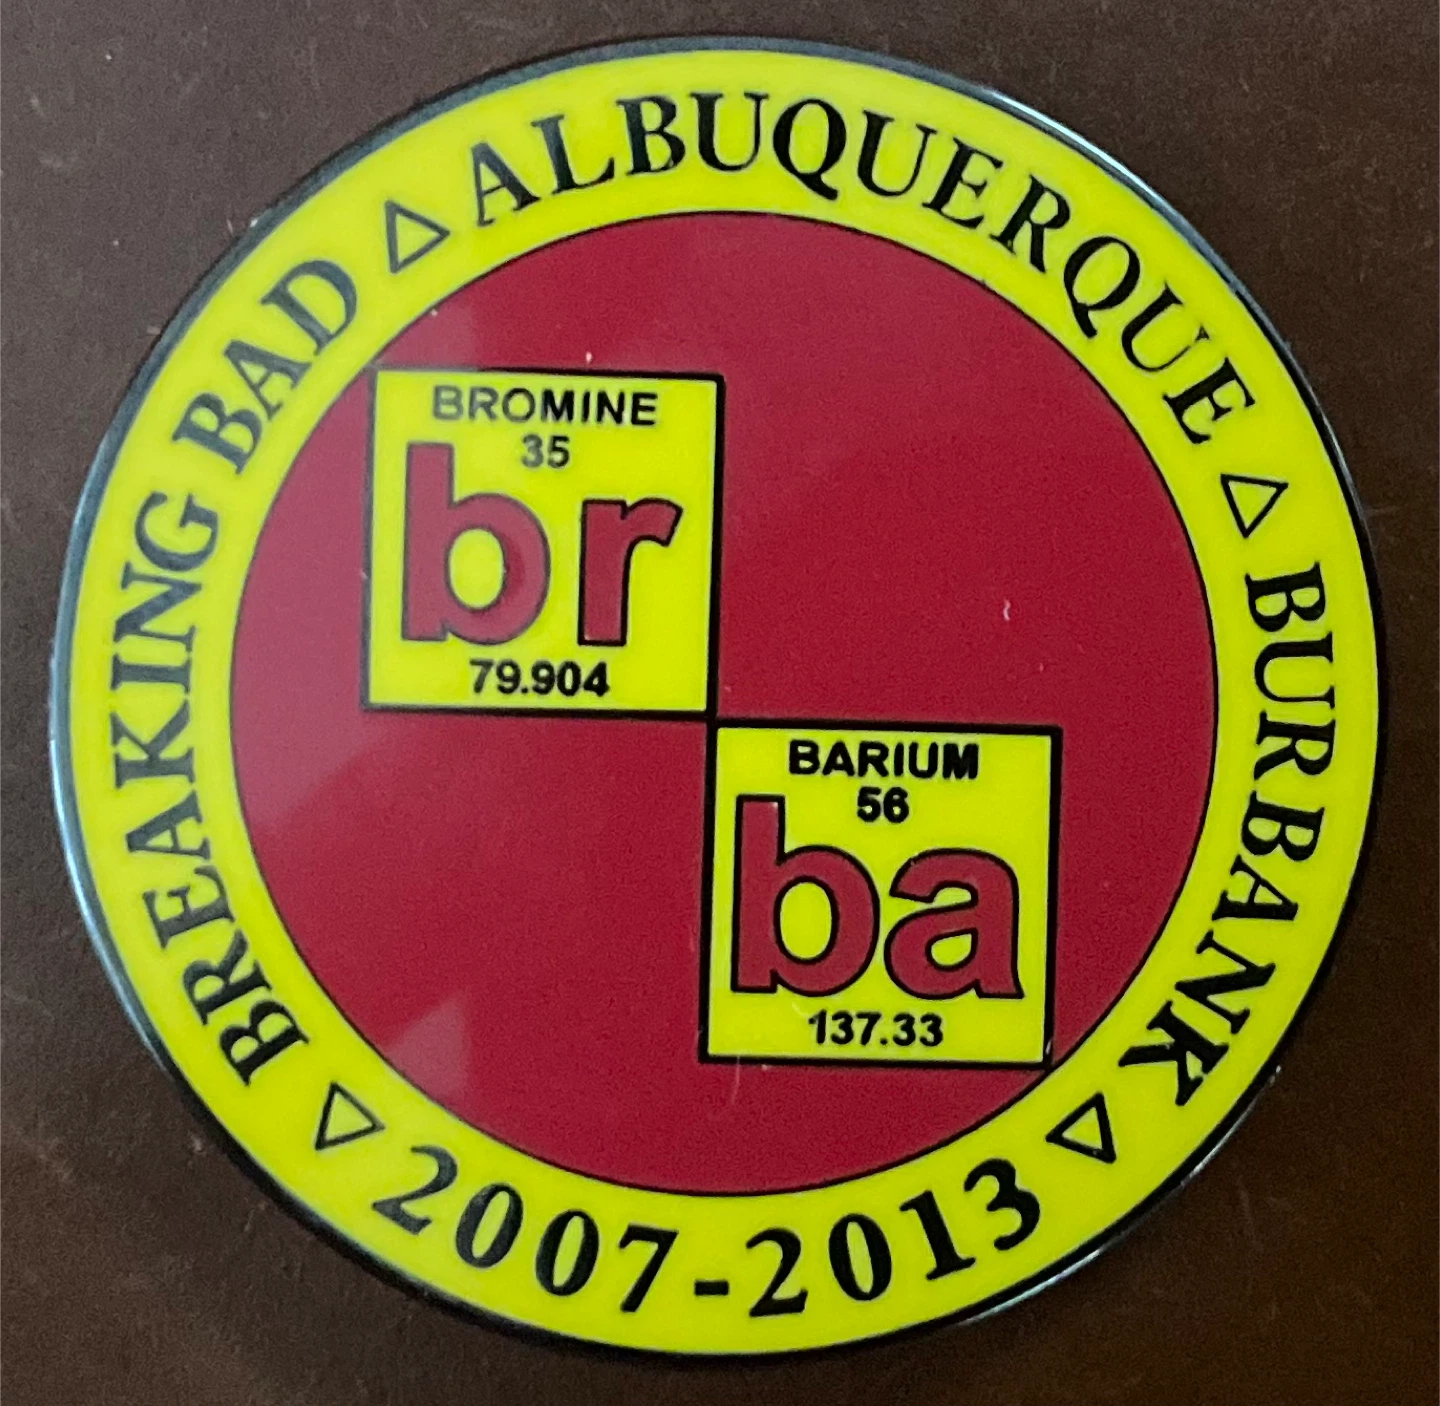 BREAKING BAD △ ALBUQUERQUE △ BURBANK △ 2007-2013 △
BROMINE
35
br
79.904
BARIUM
56
ba
137.33